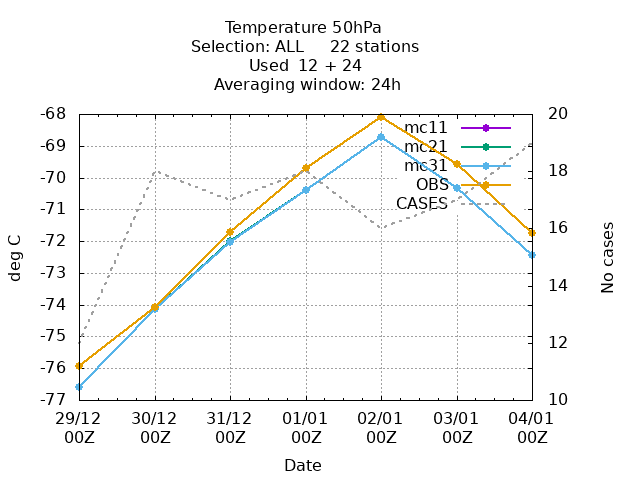 Temperature 50hPa
Selection: ALL 22 stations
Used 12 + 24
Averaging window: 24h
-68
-69
-70
-71
-72
-73
-74
-75
-76
-77
deg C
20
18
16
14
12
10
No cases
mc11
mc21
mc31
OBS
CASES
29/12 30/12 31/12 01/01 02/01 03/01 04/01
00Z 00Z 00Z 00Z 00Z 00Z 00Z
Date